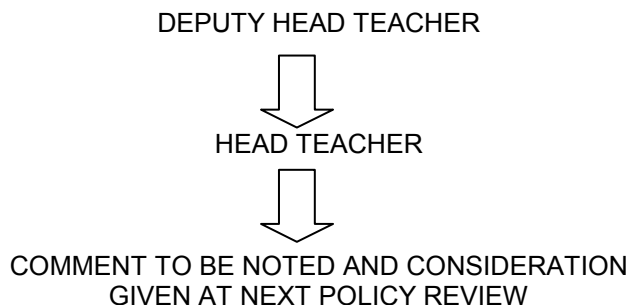 DEPUTY HEAD TEACHER
HEAD TEACHER
COMMENT TO BE NOTED AND CONSIDERATION
GIVEN AT NEXT POLICY REVIEW